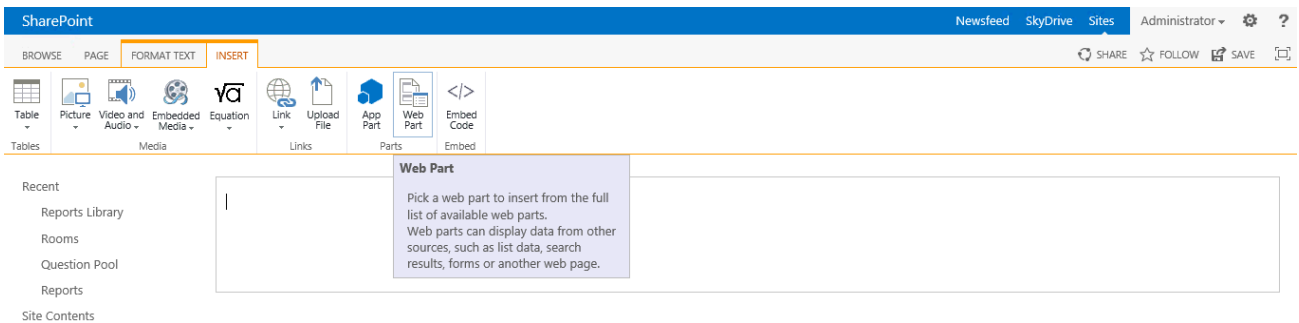 SharePoint Newsfeed SkyDrive Sites Administrator ?
BROWSE PAGE FORMAT TEXT INSERT SHARE FOLLOW SAVE
Table Picture Video and Audio Embedded Media Equation Link Upload File App Part Web Part Embed Code
Tables Media Links Parts Embed
Web Part
Pick a web part to insert from the full
list of available web parts.
Web parts can display data from other
sources, such as list data, search
results, forms or another web page.
Recent
Reports Library
Rooms
Question Pool
Reports
Site Contents